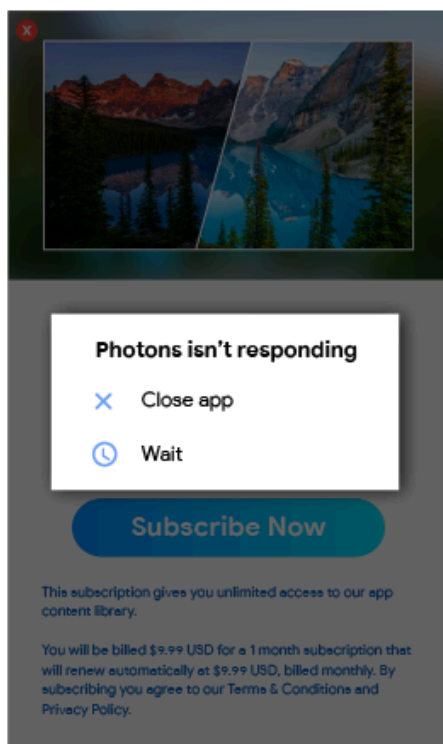 X
Photons isn't responding
Close app
Wait
Subscribe Now
This subscription gives you unlimited access to our app
content library.
You will be billed $9.99 USD for a 1 month subscription that
will renew automatically at $9.99 USD, billed monthly. By
subscribing you agree to our Terms & Conditions and
Privacy Policy.